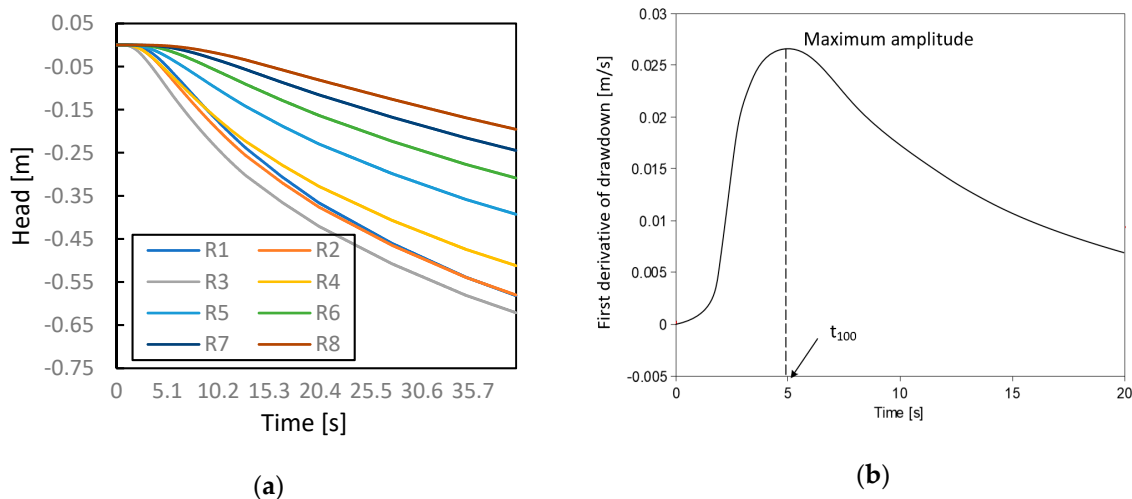 0.05
-0.05
-0.15
-0.25
-0.35
-0.45
-0.55
-0.65
-0.75
Head [m]
R1 R2
R3 R4
R5 R6
R7 R8
0 5.1 10.2 15.3 20.4 25.5 30.6 35.7
Time [s]
(a)
0.03
0.025
0.02
0.015
0.01
0.005
0
-0.005
First derivative of drawdown [m/s]
Maximum amplitude
t100
0 5 10 15 20
Time [s]
(b)